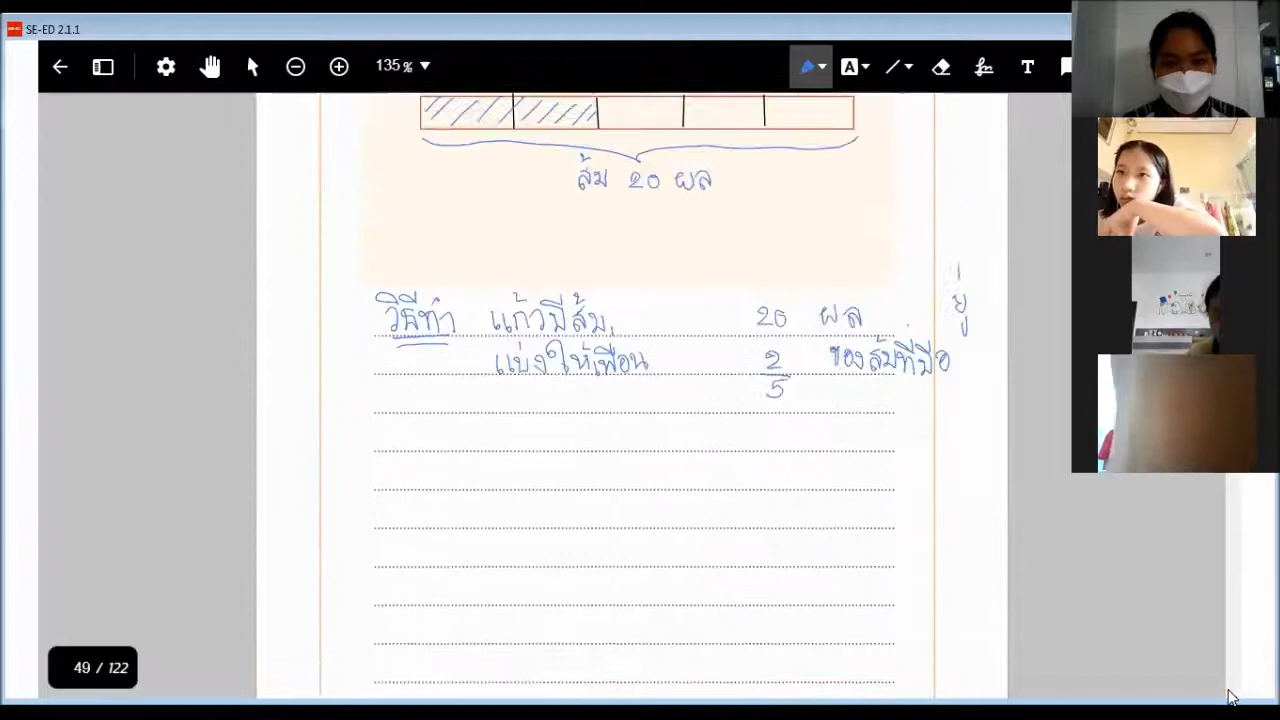 SE-ED 2.1.1
135 %
A
T
ส้ม 20 ผล
วิธีทำ แก้วมีส้ม 20 ผล
แบ่งให้เพื่อน 2/5 ของส้มที่มีอ
ยู่
49 / 122